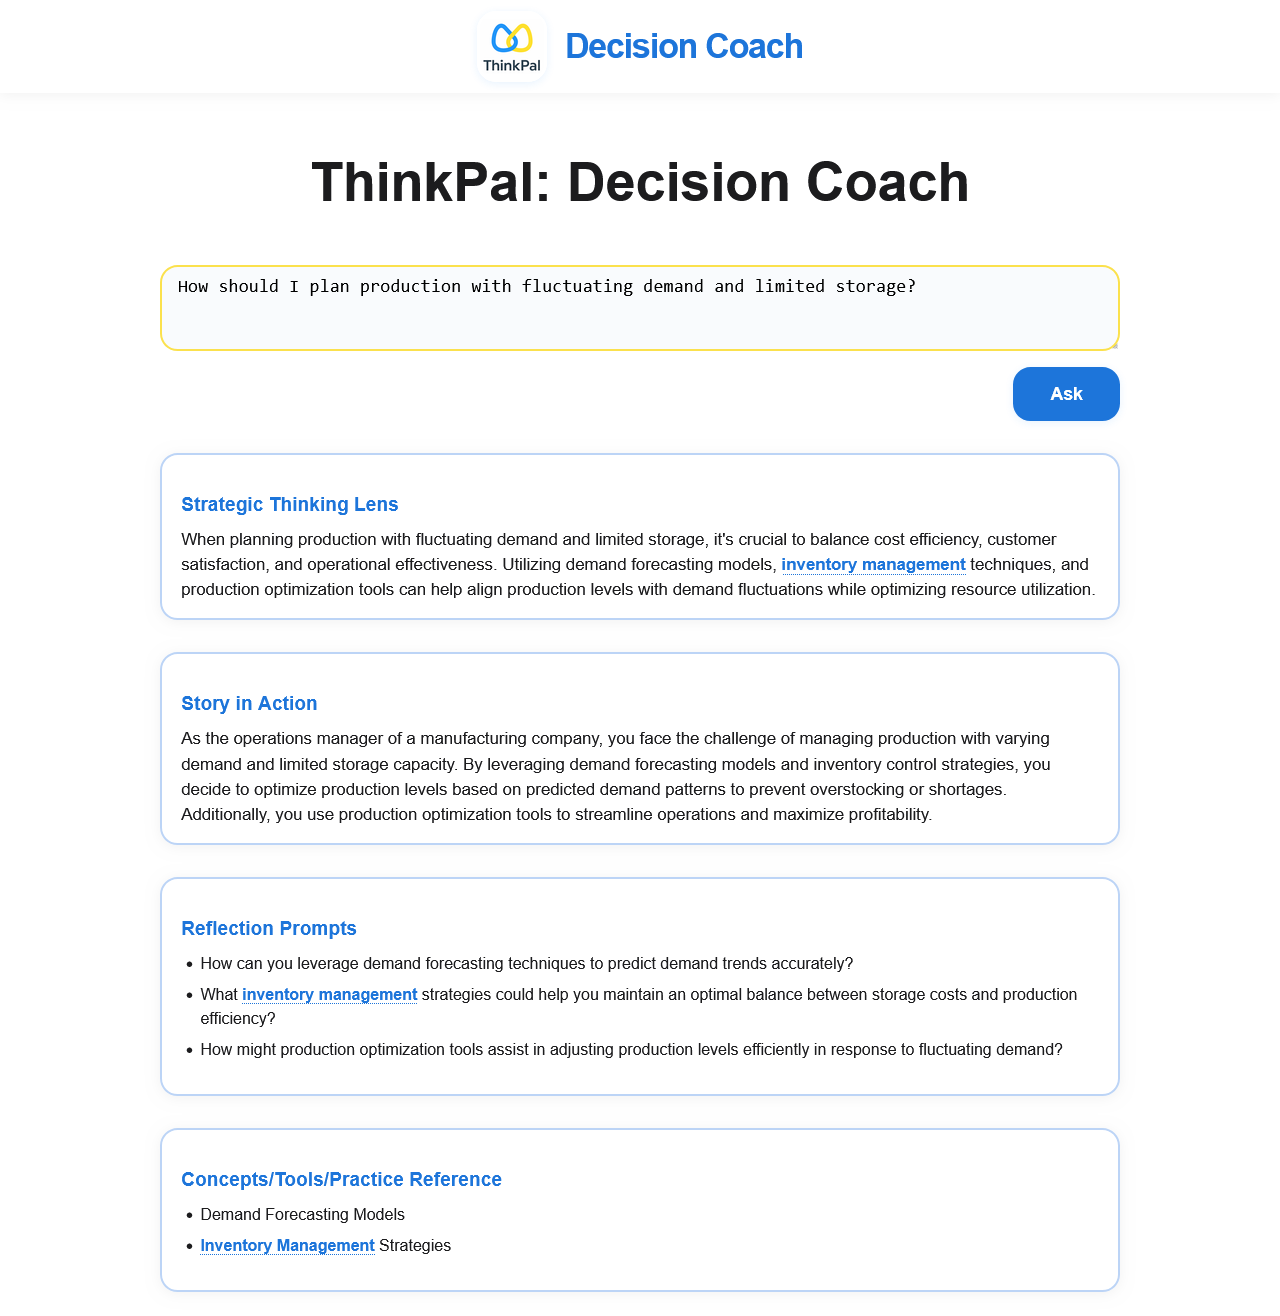 ThinkPal
Decision Coach
ThinkPal: Decision Coach
How should I plan production with fluctuating demand and limited storage?
Ask
Strategic Thinking Lens
When planning production with fluctuating demand and limited storage, it's crucial to balance cost efficiency, customer
satisfaction, and operational effectiveness. Utilizing demand forecasting models, inventory management techniques, and
production optimization tools can help align production levels with demand fluctuations while optimizing resource utilization.
Story in Action
As the operations manager of a manufacturing company, you face the challenge of managing production with varying
demand and limited storage capacity. By leveraging demand forecasting models and inventory control strategies, you
decide to optimize production levels based on predicted demand patterns to prevent overstocking or shortages.
Additionally, you use production optimization tools to streamline operations and maximize profitability.
Reflection Prompts
• How can you leverage demand forecasting techniques to predict demand trends accurately?
• What inventory management strategies could help you maintain an optimal balance between storage costs and production
efficiency?
• How might production optimization tools assist in adjusting production levels efficiently in response to fluctuating demand?
Concepts/Tools/Practice Reference
• Demand Forecasting Models
• Inventory Management Strategies